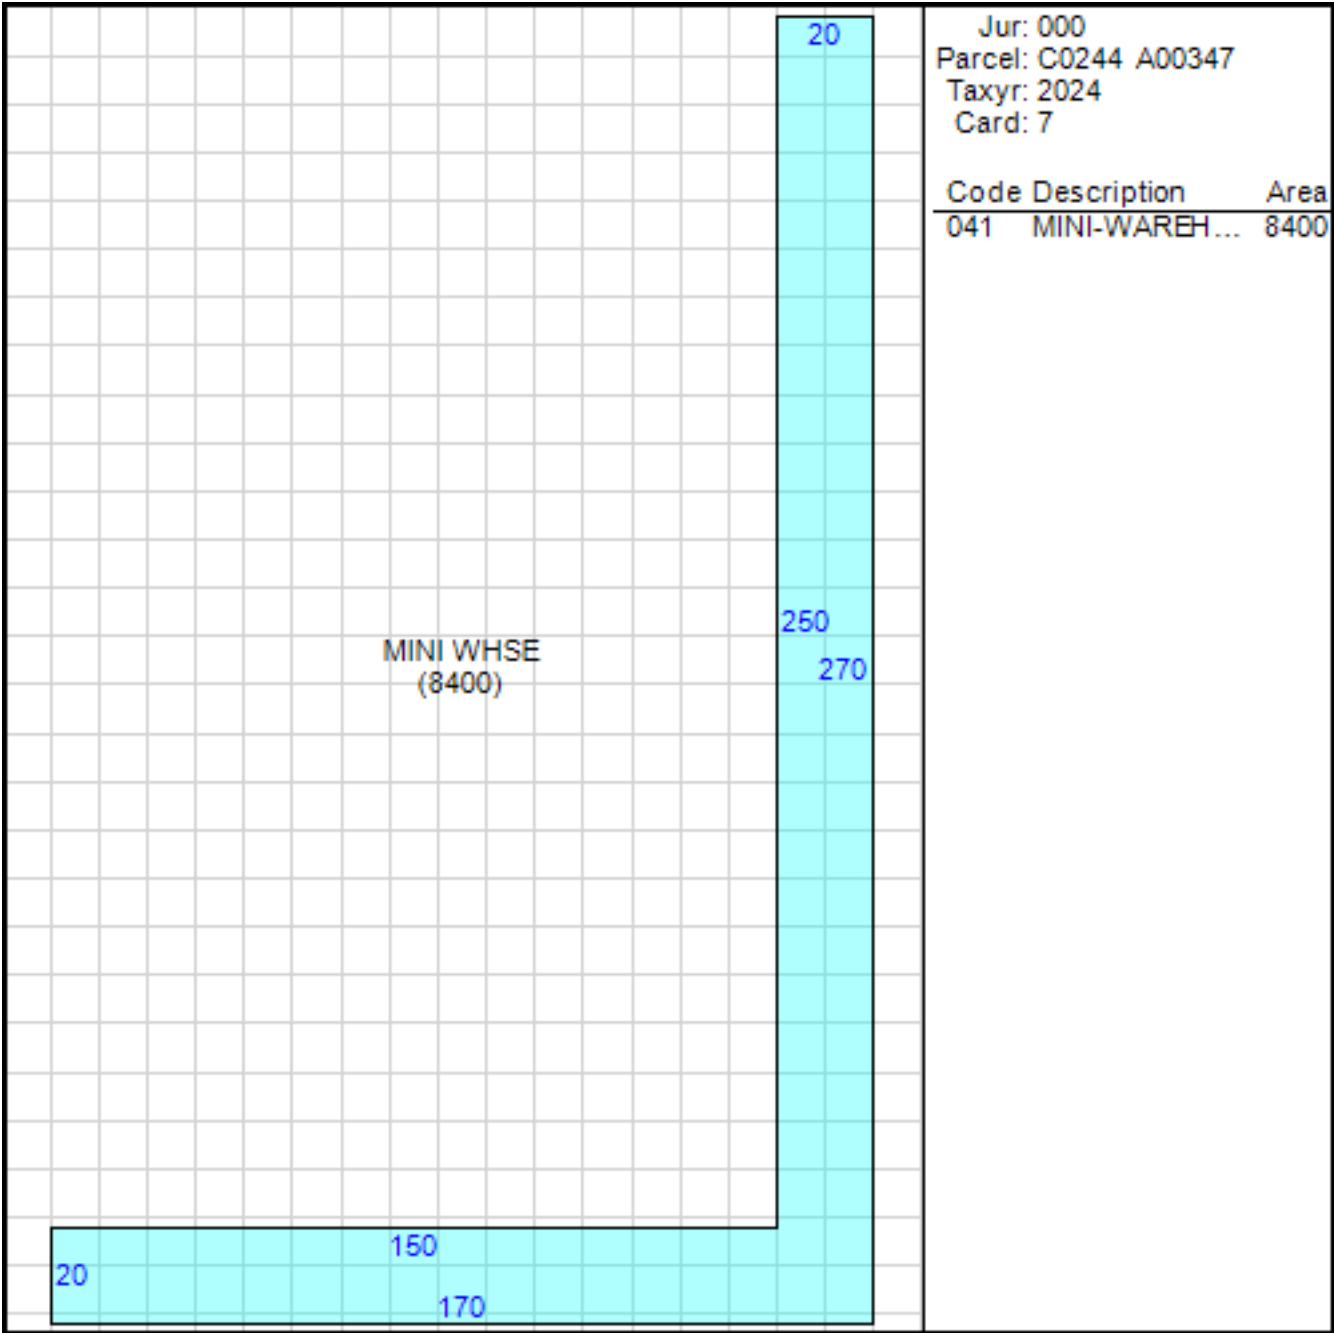 20
250
270
MINI WHSE
(8400)
150
20
170
Jur: 000
Parcel: C0244 A00347
Taxyr: 2024
Card: 7
Code Description Area
041 MINI-WAREH... 8400